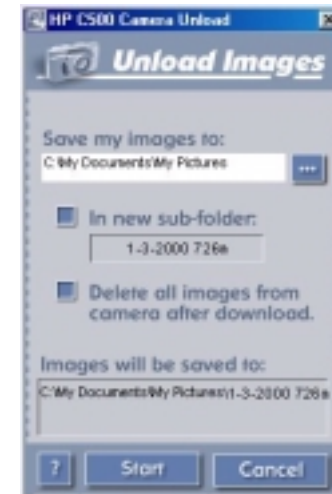 HP C500 Camera Unload
Unload Images
Save my images to:
C:\My Documents\My Pictures
...
In new sub-folder:
1-3-2000 726a
Delete all images from
camera after download.
Images will be saved to:
C:\My Documents\My Pictures\1-3-2000 726a
?
Start
Cancel